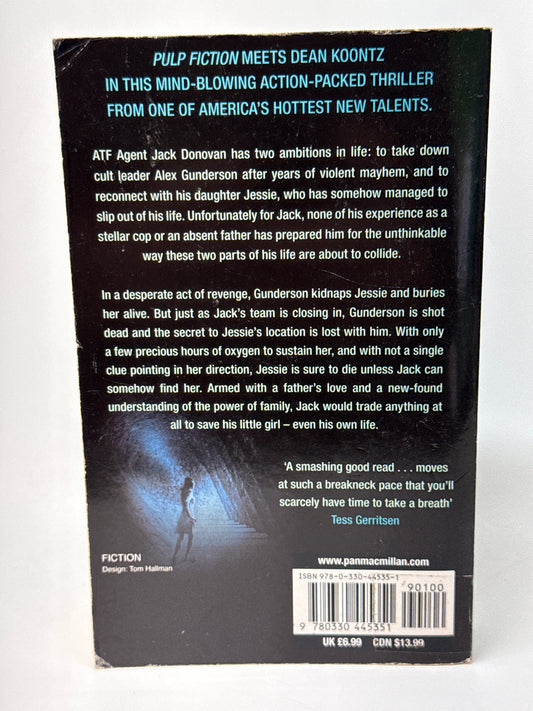 PULP FICTION MEETS DEAN KOONTZ
IN THIS MIND-BLOWING ACTION-PACKED THRILLER
FROM ONE OF AMERICA'S HOTTEST NEW TALENTS.
ATF Agent Jack Donovan has two ambitions in life: to take down
cult leader Alex Gunderson after years of violent mayhem, and to
reconnect with his daughter Jessie, who has somehow managed to
slip out of his life. Unfortunately for Jack, none of his experience as a
stellar cop or an absent father has prepared him for the unthinkable
way these two parts of his life are about to collide.
In a desperate act of revenge, Gunderson kidnaps Jessie and buries
her alive. But just as Jack's team is closing in, Gunderson is shot
dead and the secret to Jessie's location is lost with him. With only
a few precious hours of oxygen to sustain her, and with not a single
clue pointing in her direction, Jessie is sure to die unless Jack can
somehow find her. Armed with a father's love and a new-found
understanding of the power of family, Jack would trade anything at
all to save his little girl – even his own life.
'A smashing good read . . . moves
at such a breakneck pace that you'll
scarcely have time to take a breath'
Tess Gerritsen
FICTION
Design: Tom Hallman
www.panmacmillan.com
ISBN 978-0-330-44535-1
90100
9 780330 445351
UK £6.99 CDN $13.99